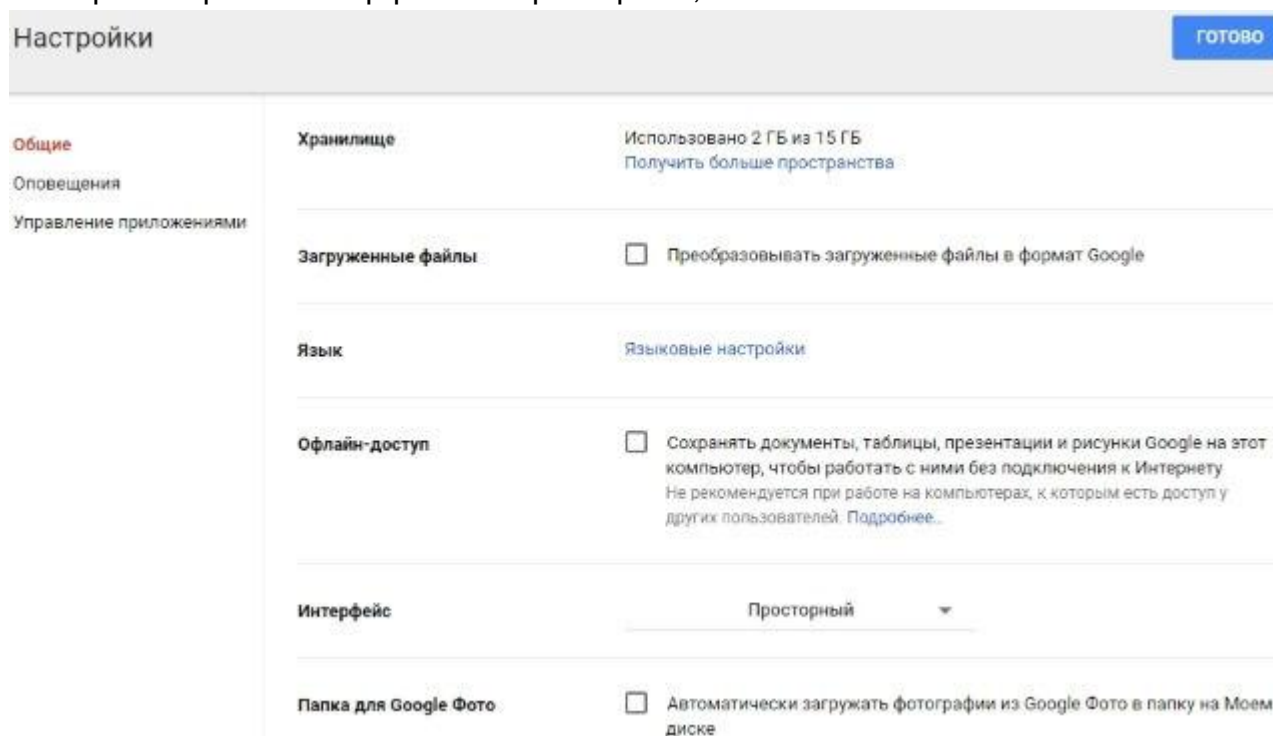 Настройки
ГОТОВО
Общие
Оповещения
Управление приложениями
Хранилище
Использовано 2 ГБ из 15 ГБ
Получить больше пространства
Загруженные файлы
Преобразовывать загруженные файлы в формат Google
Язык
Языковые настройки
Офлайн-доступ
Сохранять документы, таблицы, презентации и рисунки Google на этот
компьютер, чтобы работать с ними без подключения к Интернету
Не рекомендуется при работе на компьютерах, к которым есть доступ у
других пользователей. Подробнее...
Интерфейс
Просторный
Папка для Google Фото
Автоматически загружать фотографии из Google Фото в папку на Моем
диске